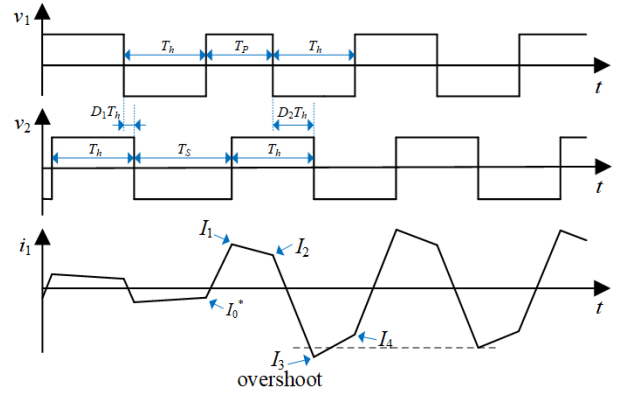 v₁
Tₕ Tₚ Tₕ
t
D₁Tₕ D₂Tₕ
v₂
Tₕ Tₛ Tₕ
t
i₁
I₁ I₂
I₀* t
I₃ I₄
overshoot